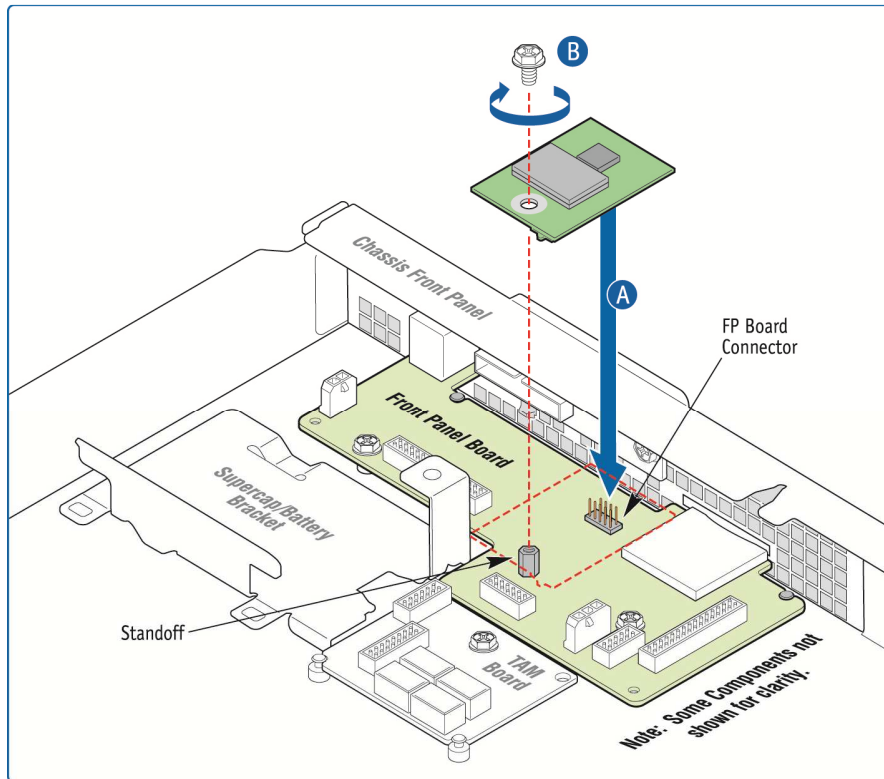 B
A
Chassis Front Panel
FP Board
Connector
Front Panel Board
Supercap/Battery
Bracket
Standoff
TAM
Board
Note: Some Components not
shown for clarity.